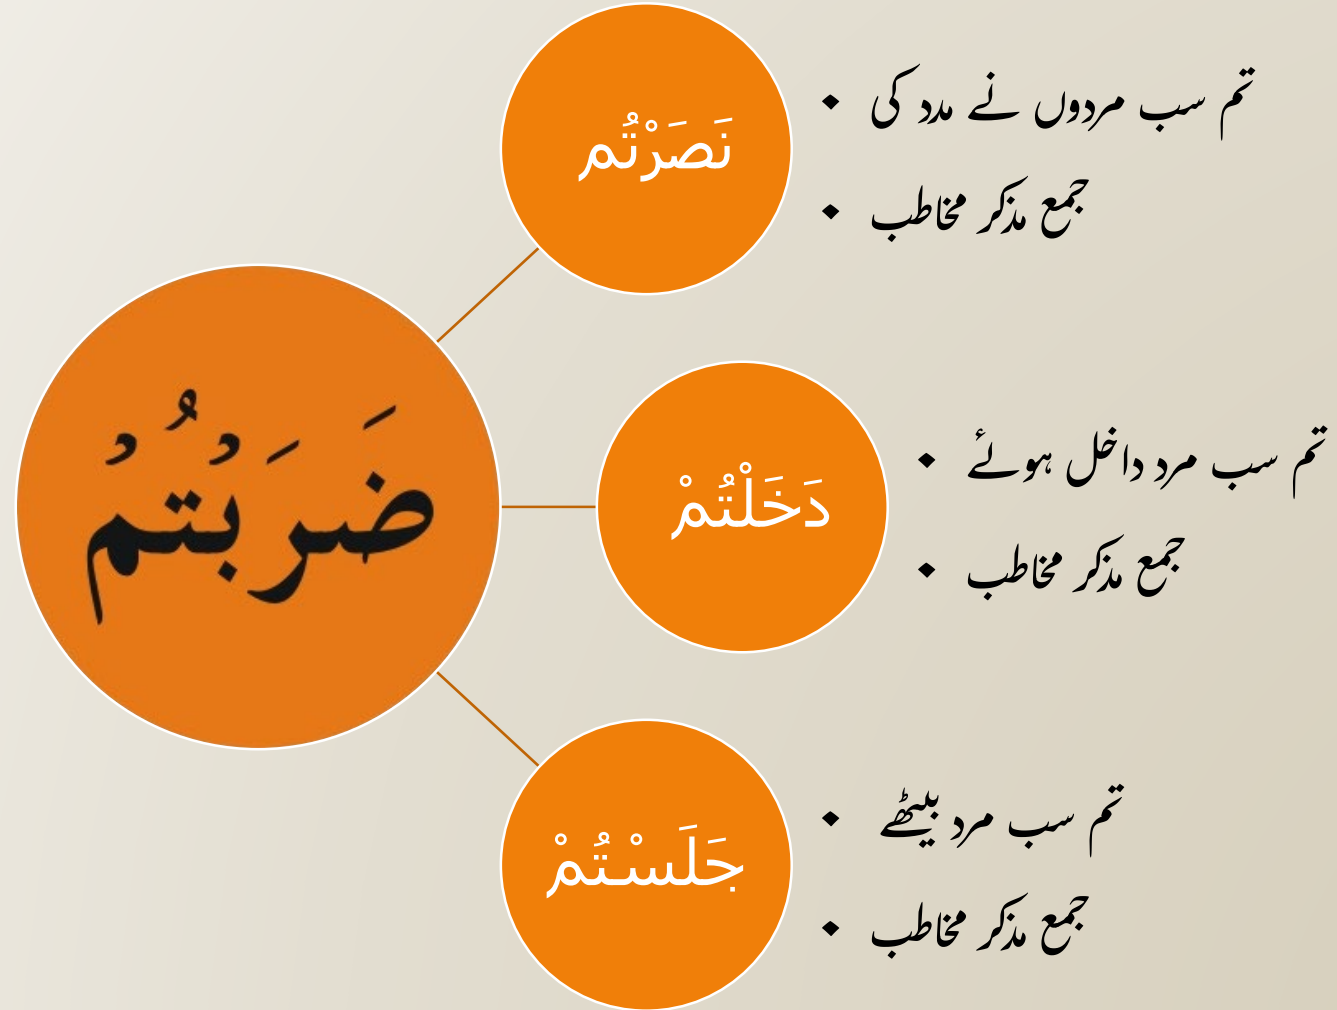 ضَرَبْتُمْ
نَصَرْتُم
تم سب مردوں نے مدد کی
جمع مذکر مخاطب
دَخَلْتُمْ
تم سب مرد داخل ہوئے
جمع مذکر مخاطب
جَلَسْتُمْ
تم سب مرد بیٹھے
جمع مذکر مخاطب